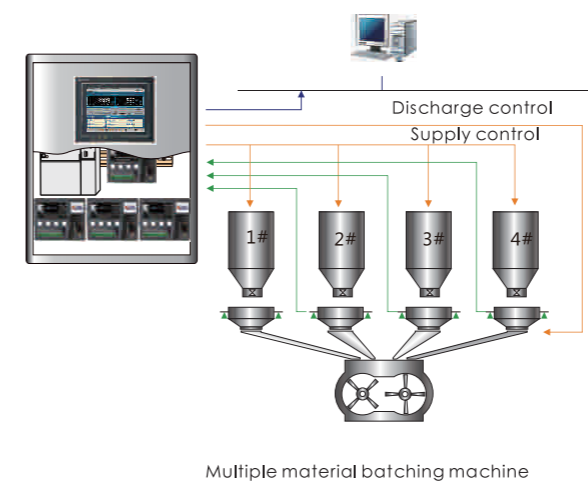 Discharge control
Supply control
1# 2# 3# 4#
Multiple material batching machine